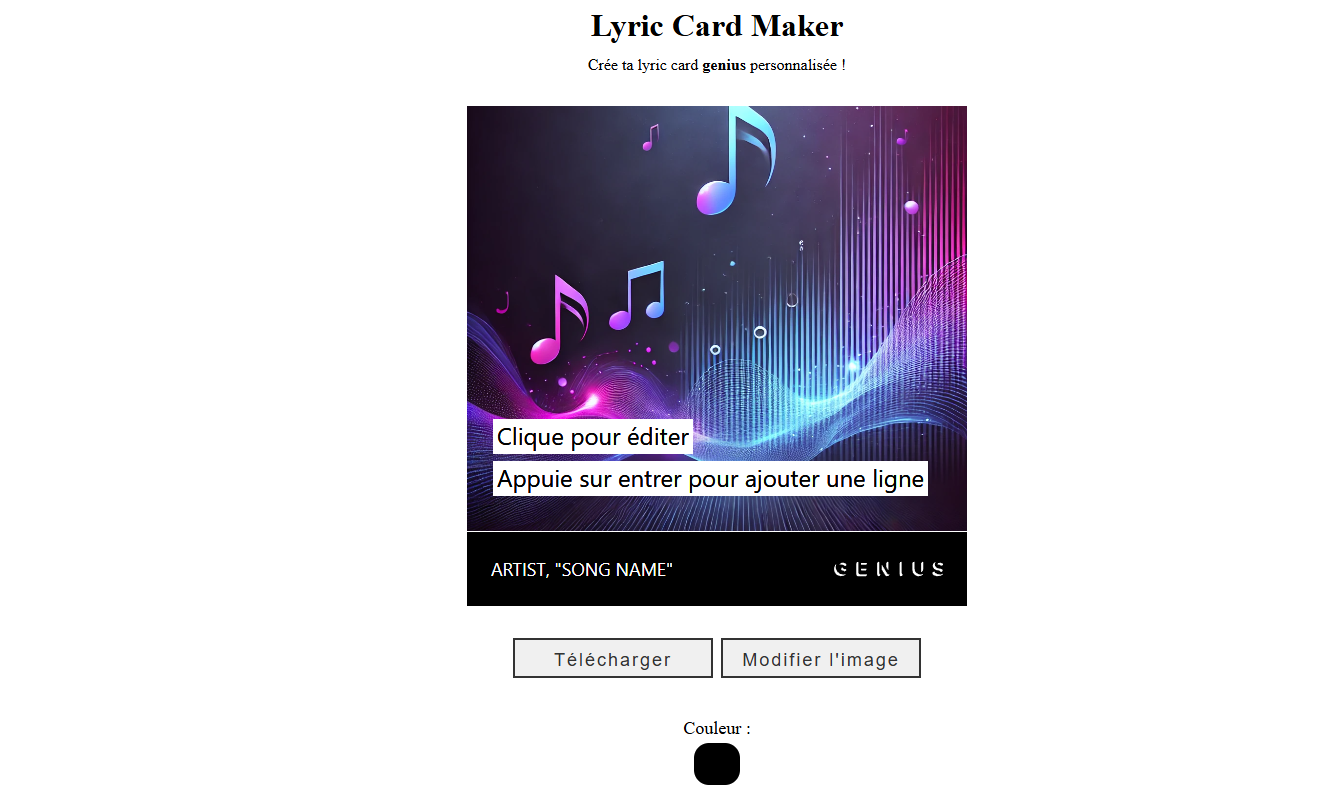 Lyric Card Maker
Crée ta lyric card genius personnalisée !
Clique pour éditer
Appuie sur entrer pour ajouter une ligne
ARTIST, "SONG NAME"
GENIUS
Télécharger
Modifier l'image
Couleur :